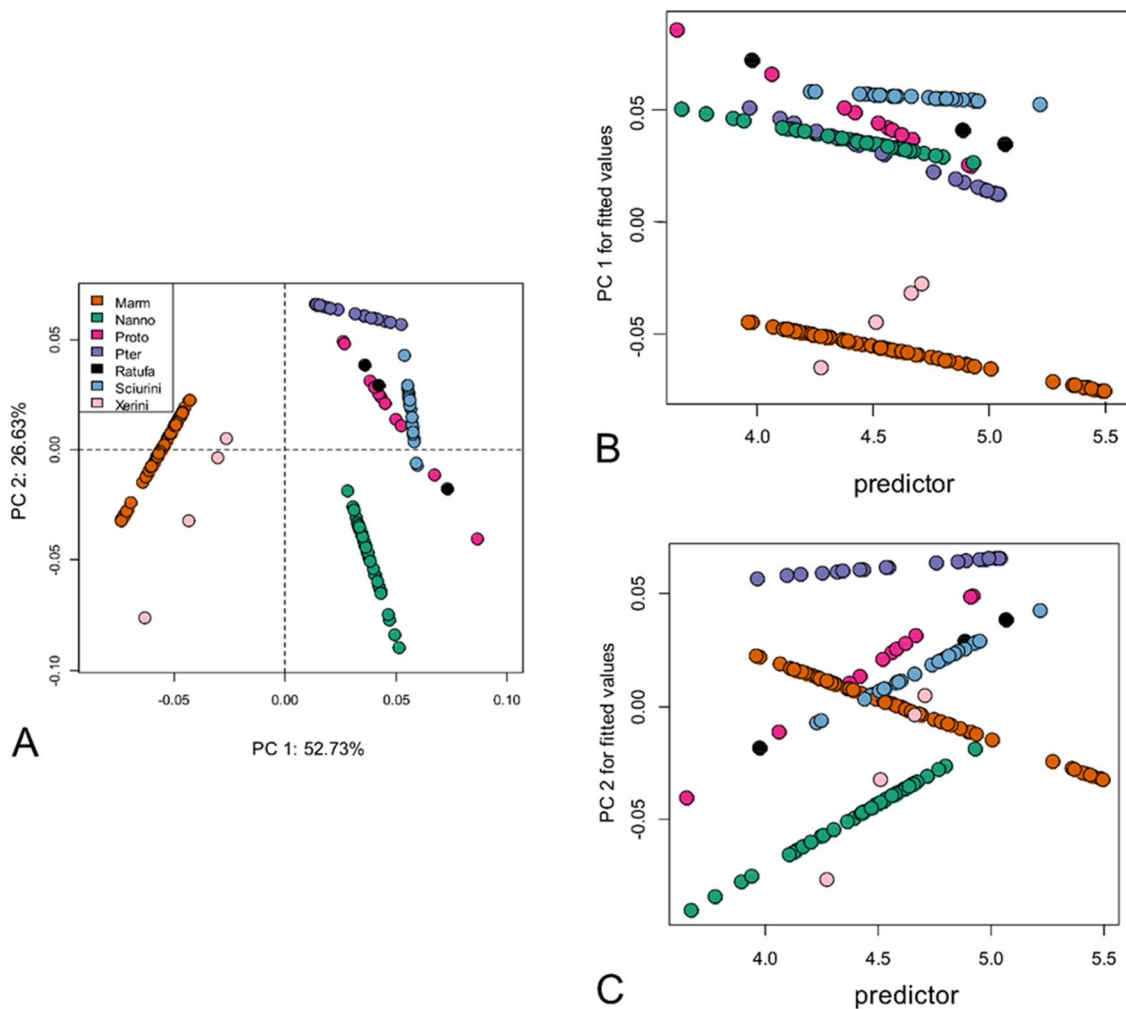 Marm
Nanno
Proto
Pter
Ratufa
Sciurini
Xerini
PC 2: 26.63%
0.05
0.00
-0.05
-0.10
-0.05
0.00
0.05
0.10
PC 1: 52.73%
A
PC 1 for fitted values
0.05
0.00
-0.05
4.0
4.5
5.0
5.5
predictor
B
PC 2 for fitted values
0.05
0.00
-0.05
4.0
4.5
5.0
5.5
predictor
C